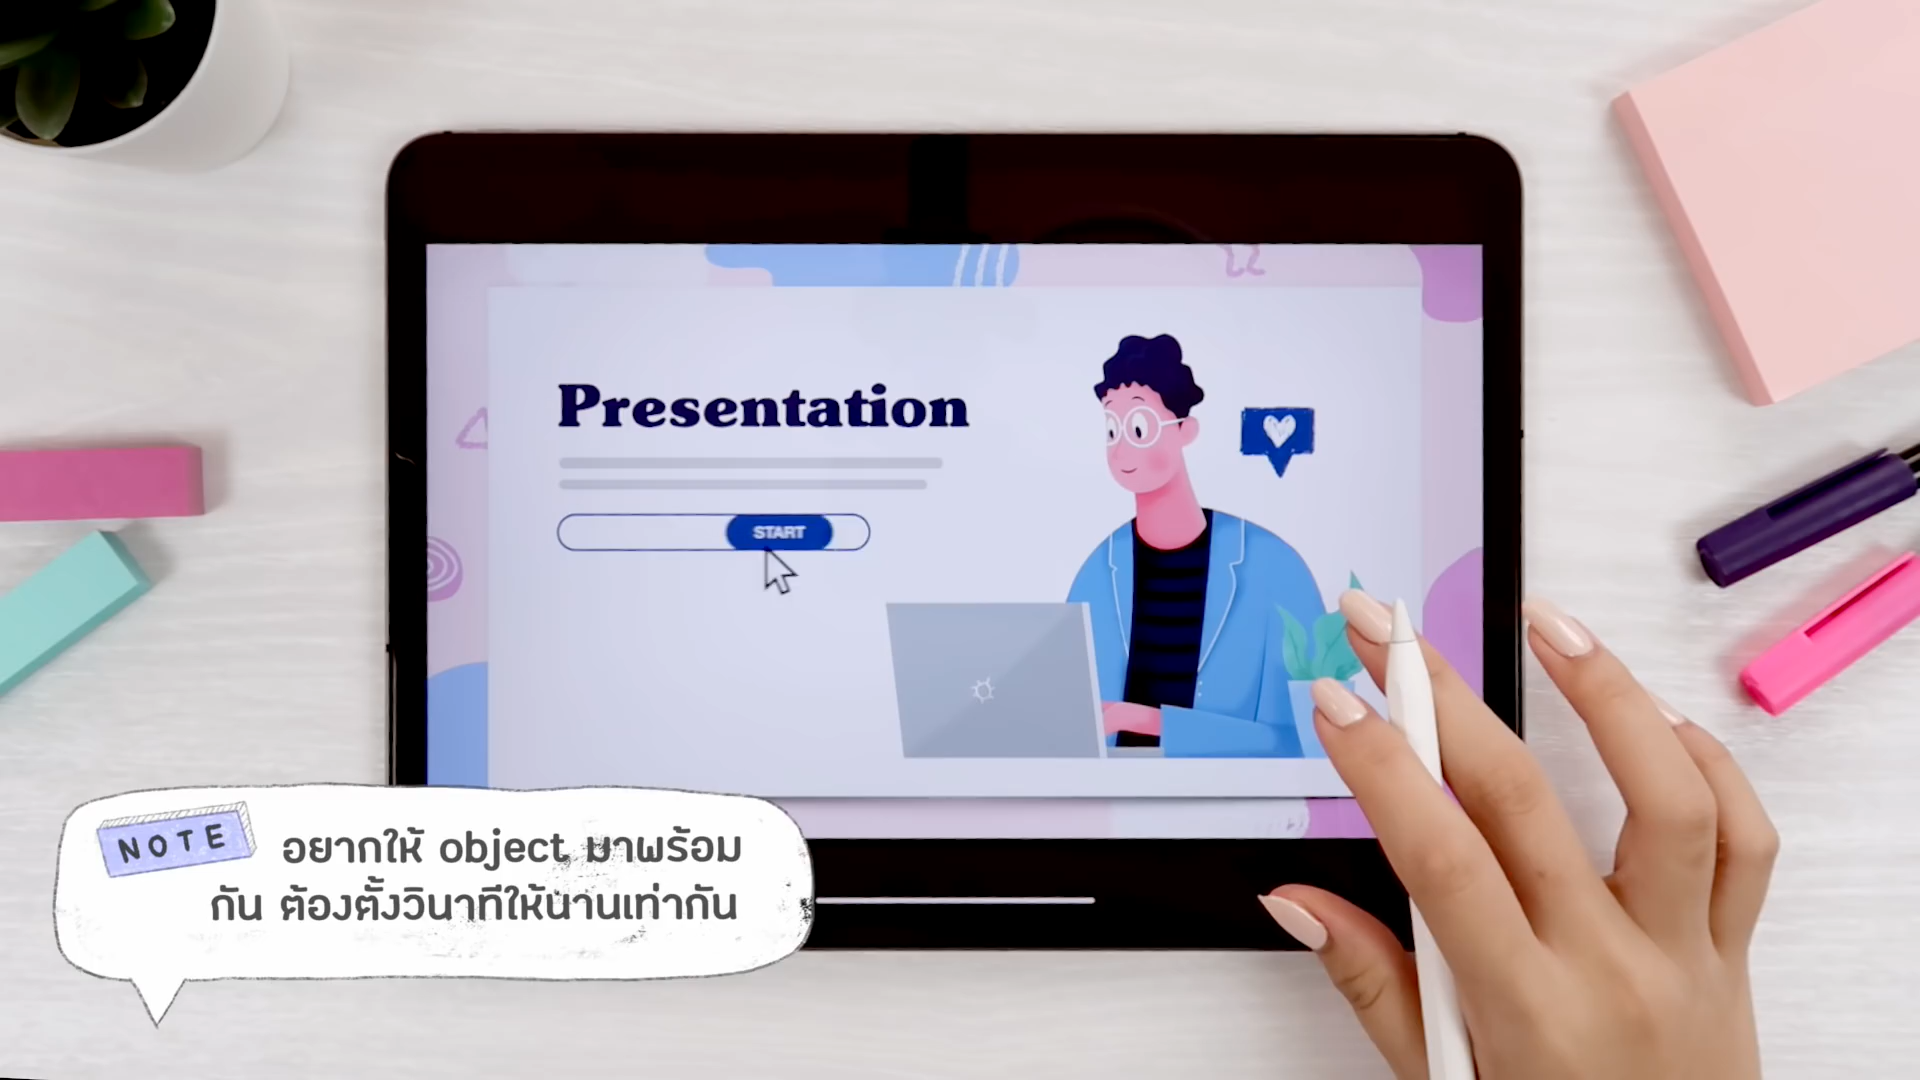 Presentation
START
NOTE อยากให้ object มาพร้อม
กัน ต้องตั้งวินาทีให้นานเท่ากัน